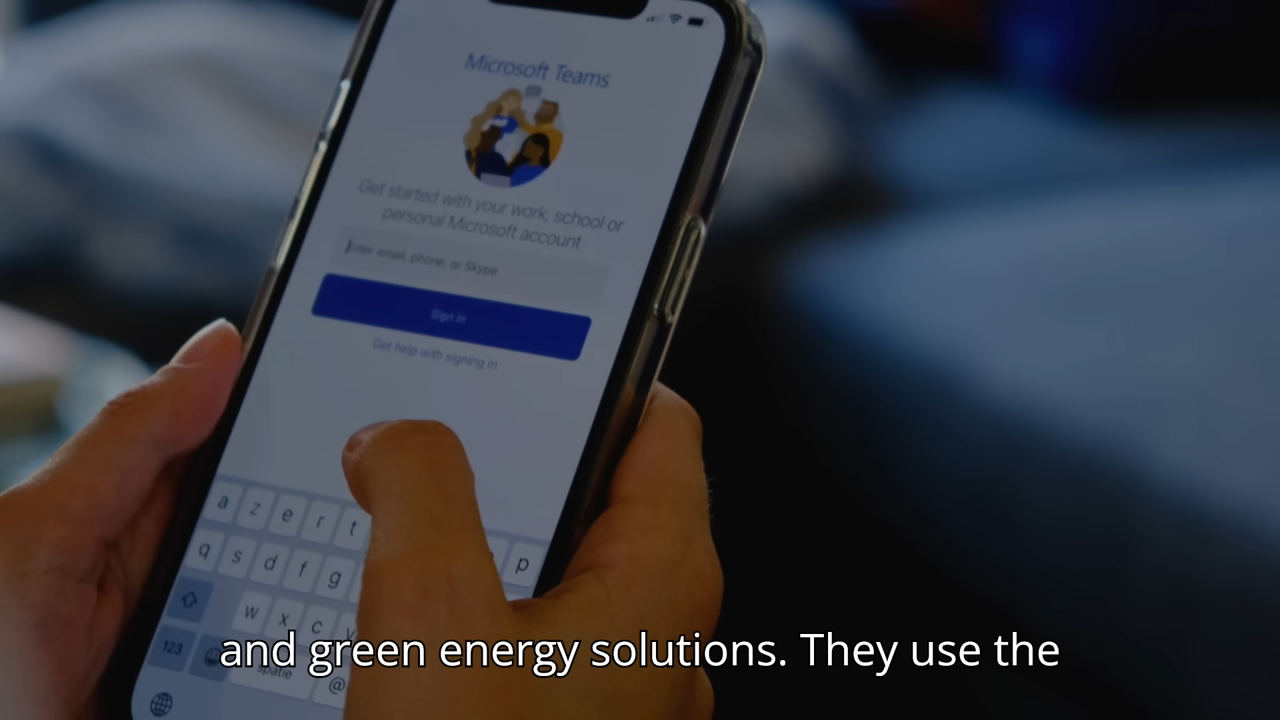 Microsoft Teams
Get started with your work, school or
personal Microsoft account
Enter email, phone, or Skype
Sign in
Get help with signing in
a z e r t
q s d f g p
w x c v
123
@
and green energy solutions. They use the